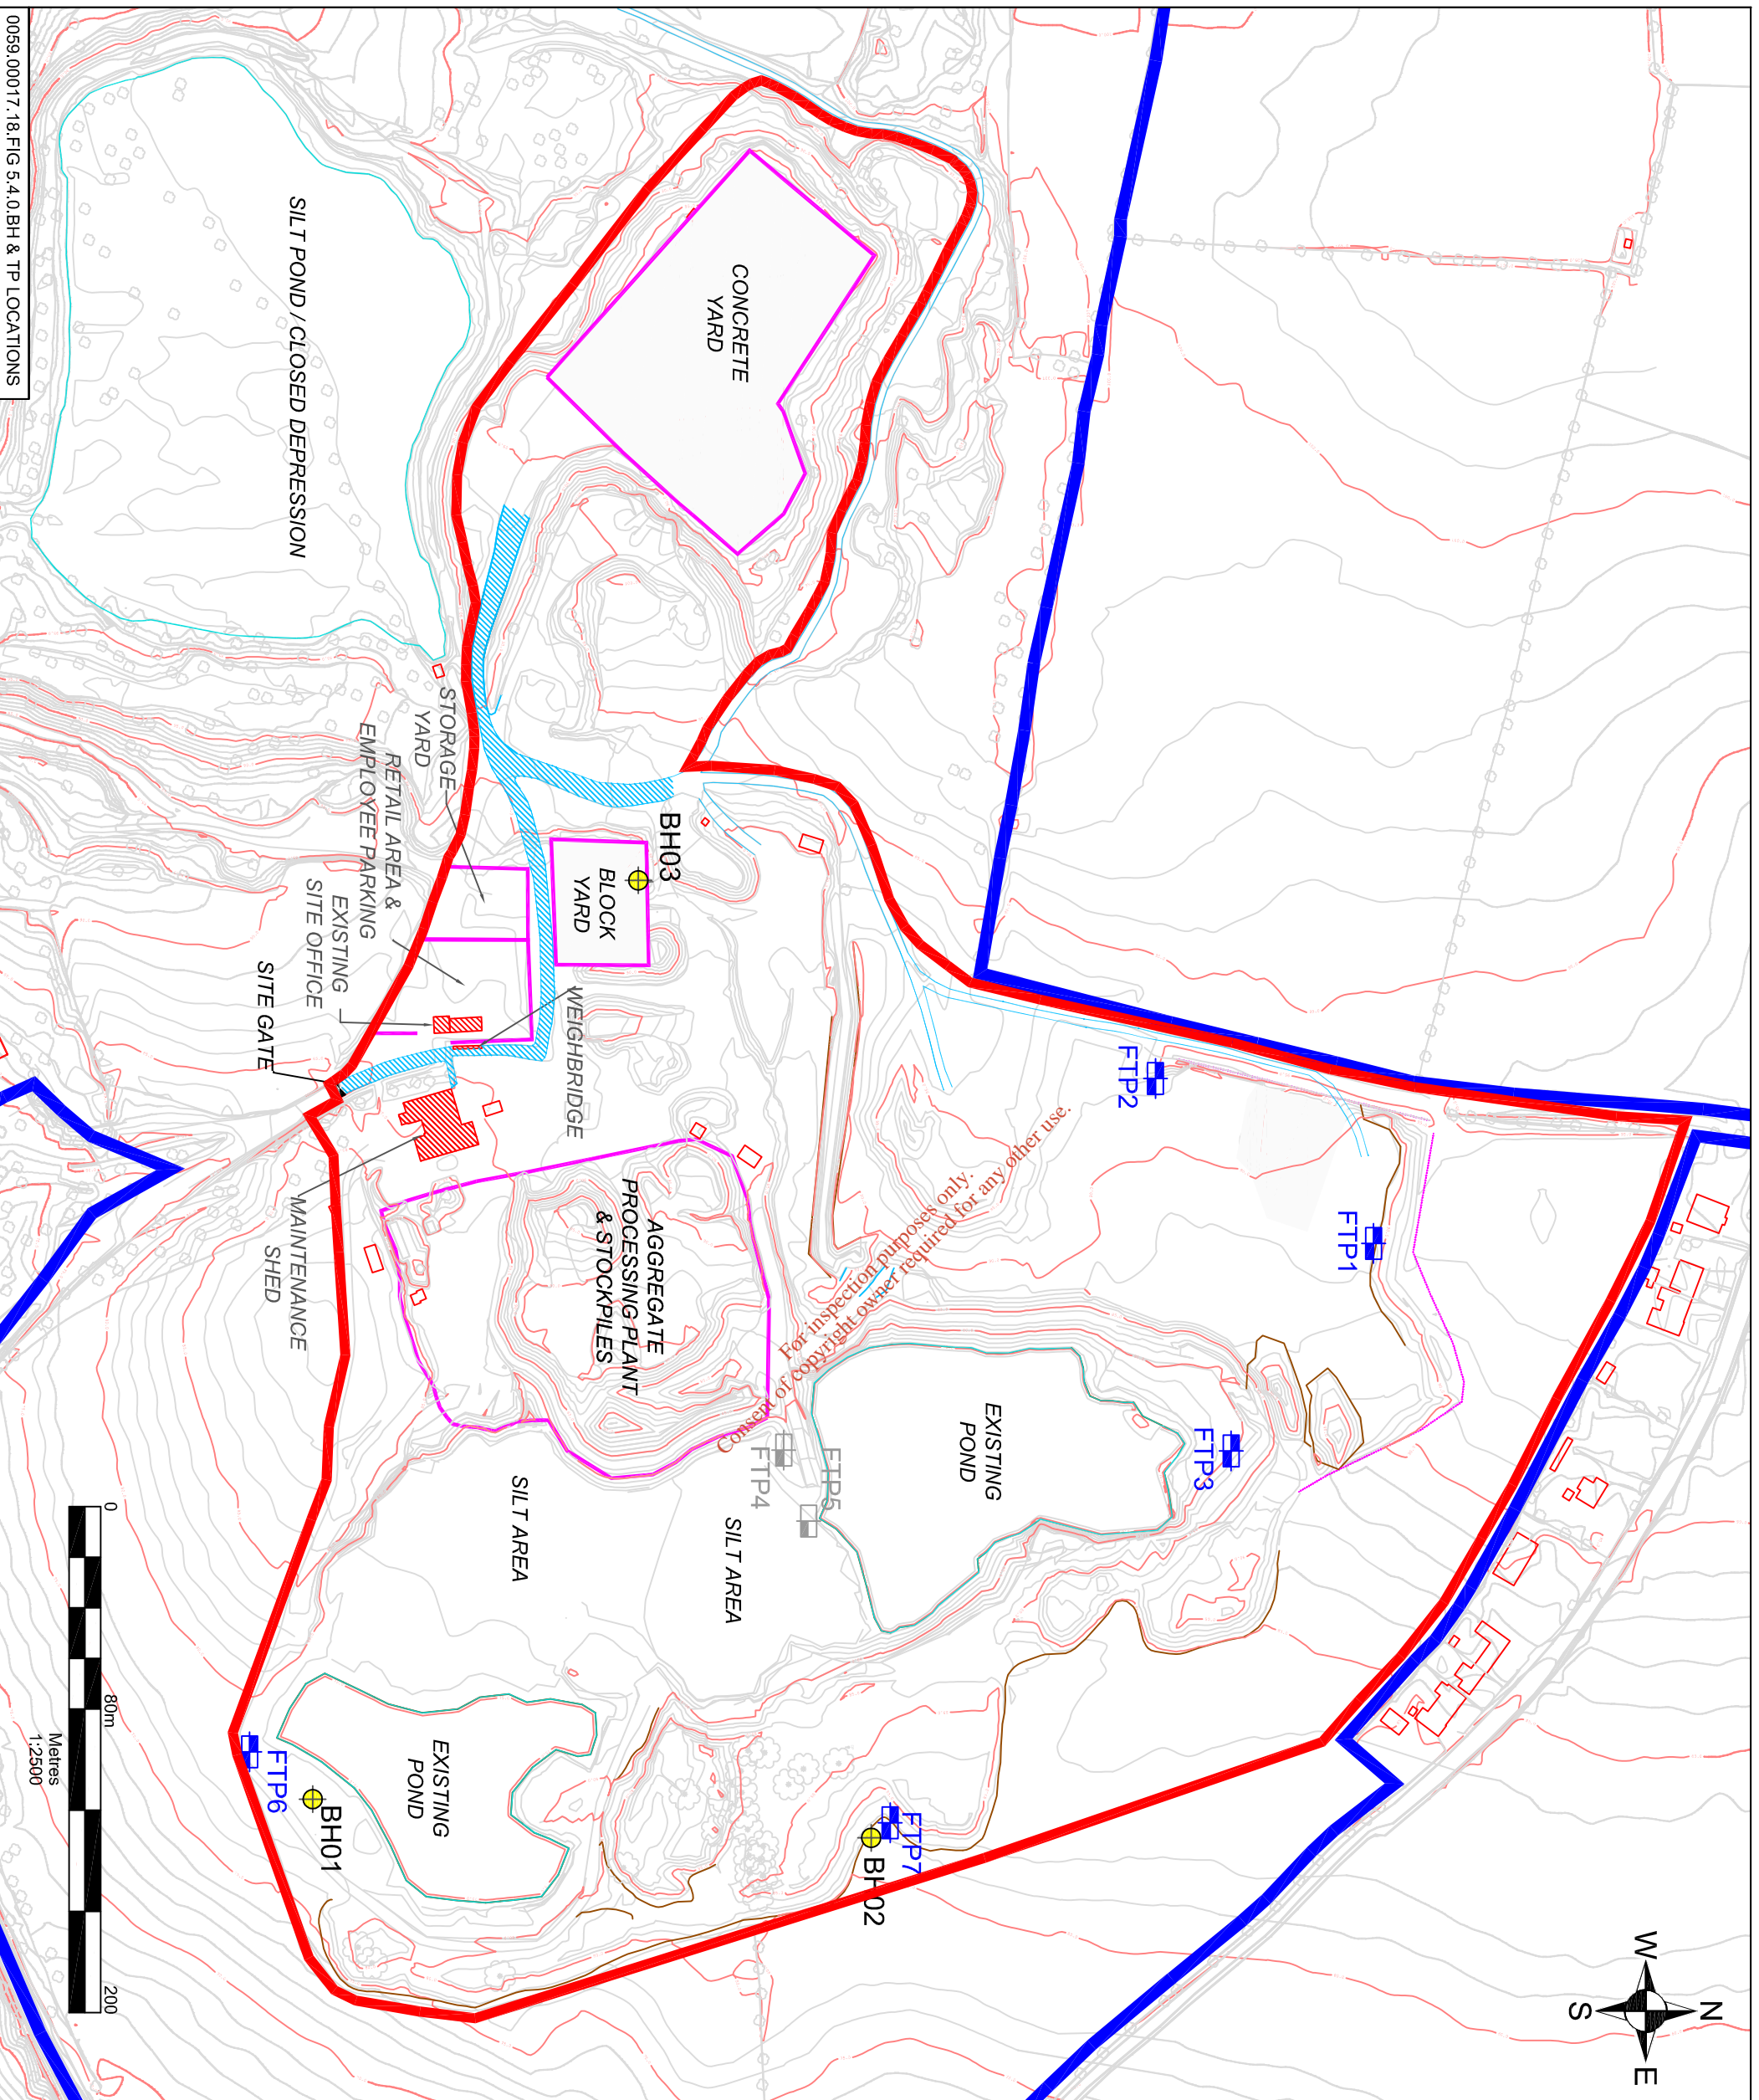 0059.00017.18.FIG 5.4.0.BH & TP LOCATIONS
SILT POND / CLOSED DEPRESSION
CONCRETE
YARD
STORAGE
YARD
RETAIL AREA &
EMPLOYEE PARKING
EXISTING
SITE OFFICE
SITE GATE
BH03
BLOCK
YARD
WEIGHBRIDGE
MAINTENANCE
SHED
AGGREGATE
PROCESSING PLANT
& STOCKPILES
FTP2
FTP1
FTP3
FTP4
FTP5
EXISTING
POND
SILT AREA
SILT AREA
EXISTING
POND
FTP6
BH01
FTP7
BH02
For inspection purposes only.
Consent of copyright owner required for any other use.
0
80m
200
Metres
1:2500
N
W
E
S